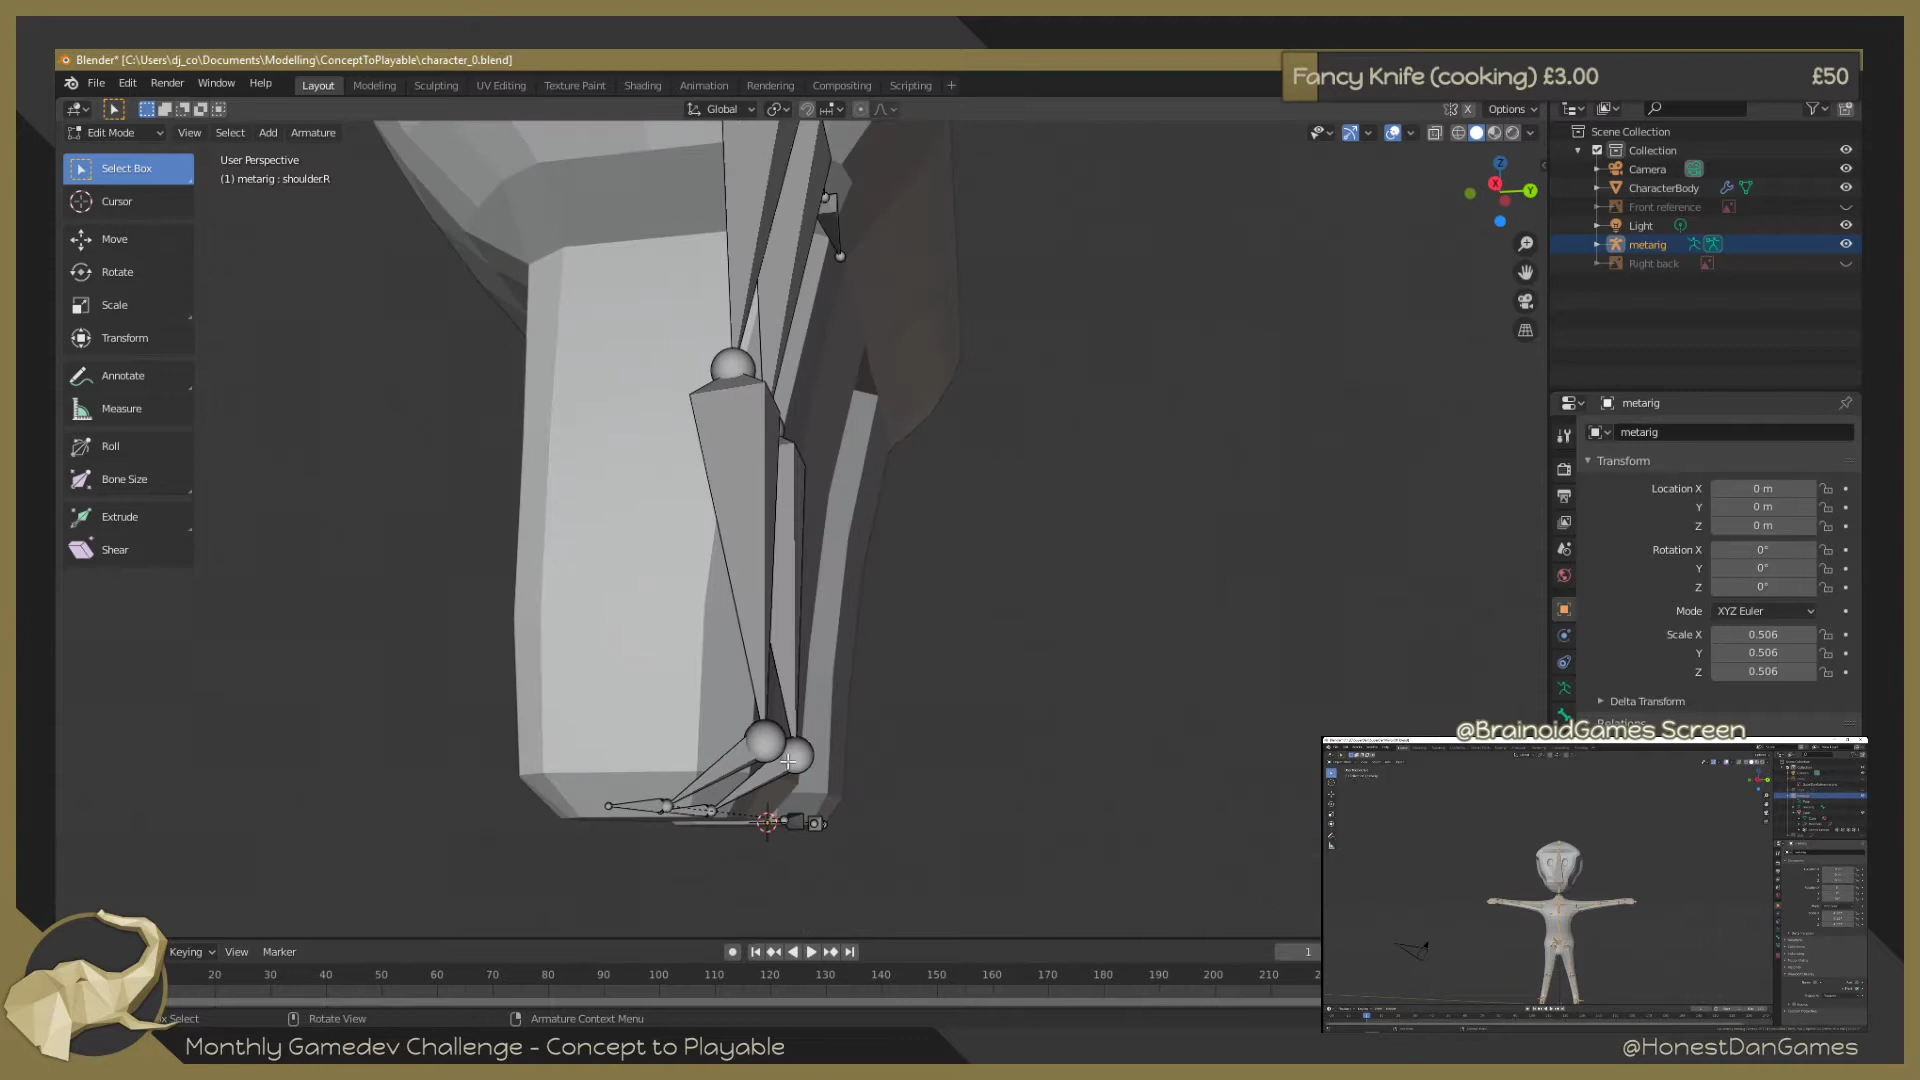 Blender* [C:\Users\dj_co\Documents\Modelling\ConceptToPlayable\character_0.blend]
Fancy Knife (cooking) £3.00
£50
File Edit Render Window Help
Layout Modeling Sculpting UV Editing Texture Paint Shading Animation Rendering Compositing Scripting +
Global
X
Options
Edit Mode View Select Add Armature
User Perspective
(1) metarig : shoulder.R
Select Box
Cursor
Move
Rotate
Scale
Transform
Annotate
Measure
Roll
Bone Size
Extrude
Shear
Z
X
Y
Scene Collection
Collection
Camera
CharacterBody
Front reference
Light
metarig
Right back
metarig
metarig
Transform
Location X 0 m
Y 0 m
Z 0 m
Rotation X 0°
Y 0°
Z 0°
Mode XYZ Euler
Scale X 0.506
Y 0.506
Z 0.506
Delta Transform
@BrainoidGames Screen
Keying View Marker
1
20 30 40 50 60 70 80 90 100 110 120 130 140 150 160 170 180 190 200 210
Select
Rotate View
Armature Context Menu
Monthly Gamedev Challenge - Concept to Playable
@HonestDanGames